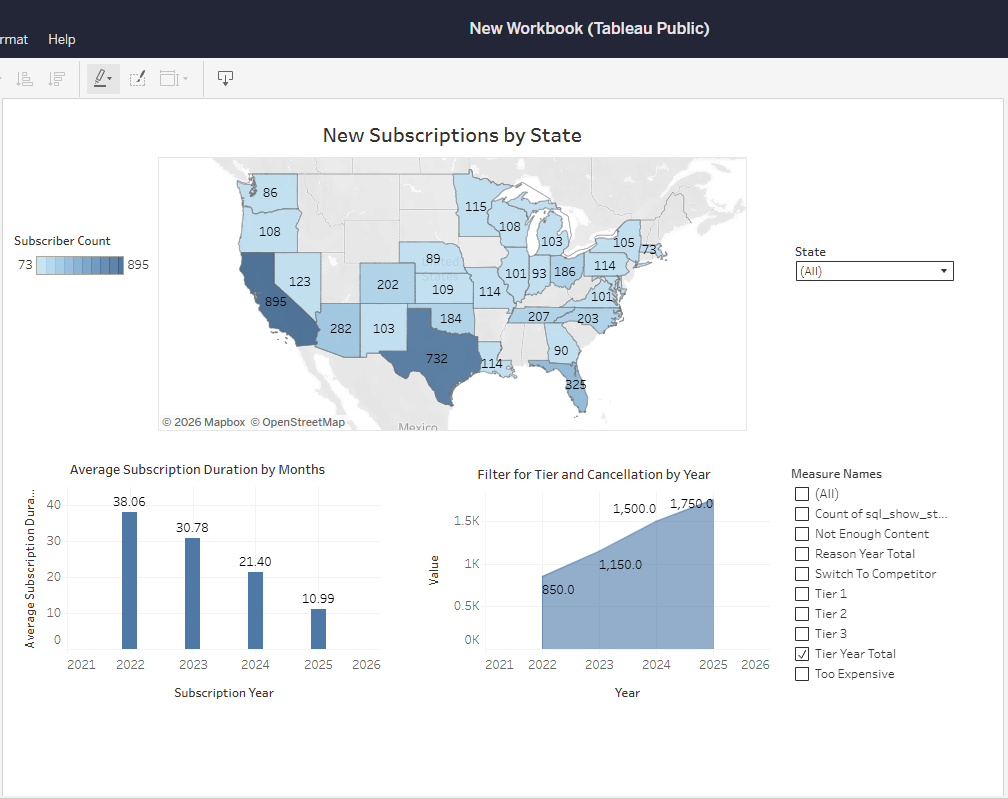 New Workbook (Tableau Public)
rmat Help
New Subscriptions by State
Subscriber Count
73 895
State
(All)
86
108
115
108
103
105
73
89
101
93
186
114
123
202
109
114
101
895
282
103
184
207
203
732
114
90
325
© 2026 Mapbox © OpenStreetMap
Mexico
Average Subscription Duration by Months
Average Subscription Dura...
40
30
20
10
0
38.06
30.78
21.40
10.99
2021 2022 2023 2024 2025 2026
Subscription Year
Filter for Tier and Cancellation by Year
Value
1.5K
1K
0.5K
0K
850.0
1,150.0
1,500.0
1,750.0
2021 2022 2023 2024 2025 2026
Year
Measure Names
(All)
Count of sql_show_st...
Not Enough Content
Reason Year Total
Switch To Competitor
Tier 1
Tier 2
Tier 3
Tier Year Total
Too Expensive